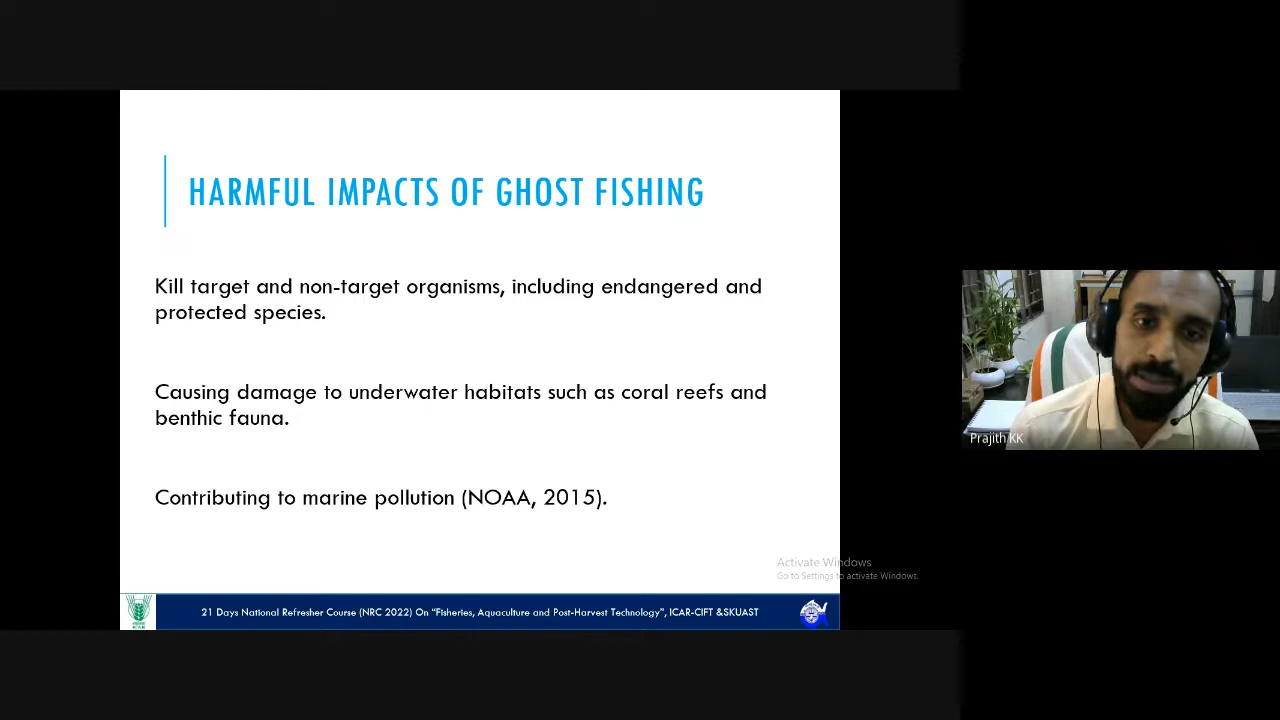 HARMFUL IMPACTS OF GHOST FISHING
Kill target and non-target organisms, including endangered and
protected species.
Causing damage to underwater habitats such as coral reefs and
benthic fauna.
Contributing to marine pollution (NOAA, 2015).
Activate Windows
Go to Settings to activate Windows.
21 Days National Refresher Course (NRC 2022) On “Fisheries, Aquaculture and Post-Harvest Technology”, ICAR-CIFT &SKUAST
Prajith KK